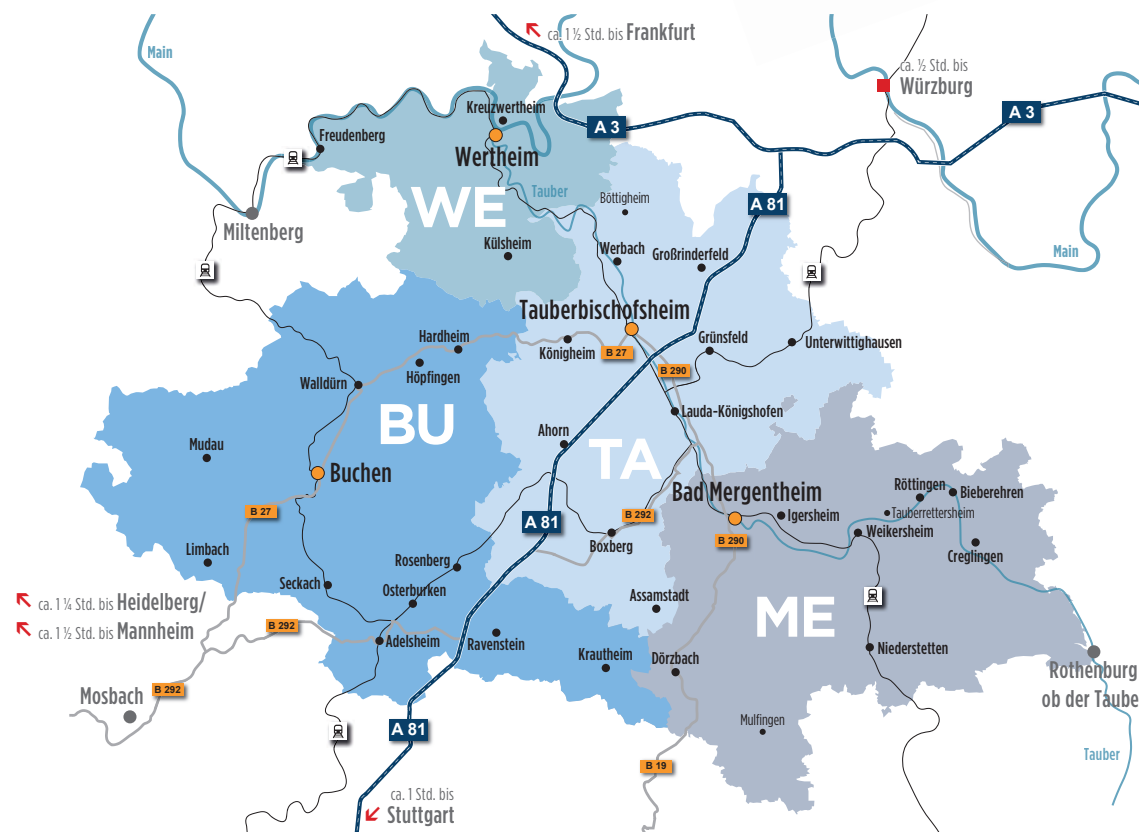 ca. 1 ½ Std. bis Frankfurt
Main
ca. ½ Std. bis
Würzburg
Kreuzwertheim
A 3
A 3
Freudenberg
Wertheim
Tauber
WE
Böttigheim
A 81
Miltenberg
Külsheim
Werbach
Großrinderfeld
Main
Tauberbischofsheim
Hardheim
Königheim
B 27
Grünsfeld
Unterwittighausen
Höpfingen
B 290
Walldürn
BU
Lauda-Königshofen
Mudau
Ahorn
TA
Buchen
Bad Mergentheim
Röttingen
Bieberehren
B 27
B 292
Igersheim
Tauberrettersheim
A 81
Weikersheim
B 290
Limbach
Boxberg
Creglingen
Rosenberg
Seckach
Osterburken
Assamstadt
ca. 1 ¼ Std. bis Heidelberg/
ca. 1 ½ Std. bis Mannheim
B 292
ME
Adelsheim
Ravenstein
Niederstetten
Krautheim
Dörzbach
Rothenburg
ob der Taube
Mosbach
B 292
Mulfingen
A 81
Tauber
B 19
ca. 1 Std. bis
Stuttgart